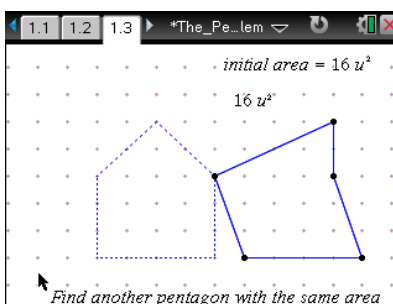 1.1 1.2 1.3 *The_Pe...lem
initial area = 16 u²
16 u²
Find another pentagon with the same area